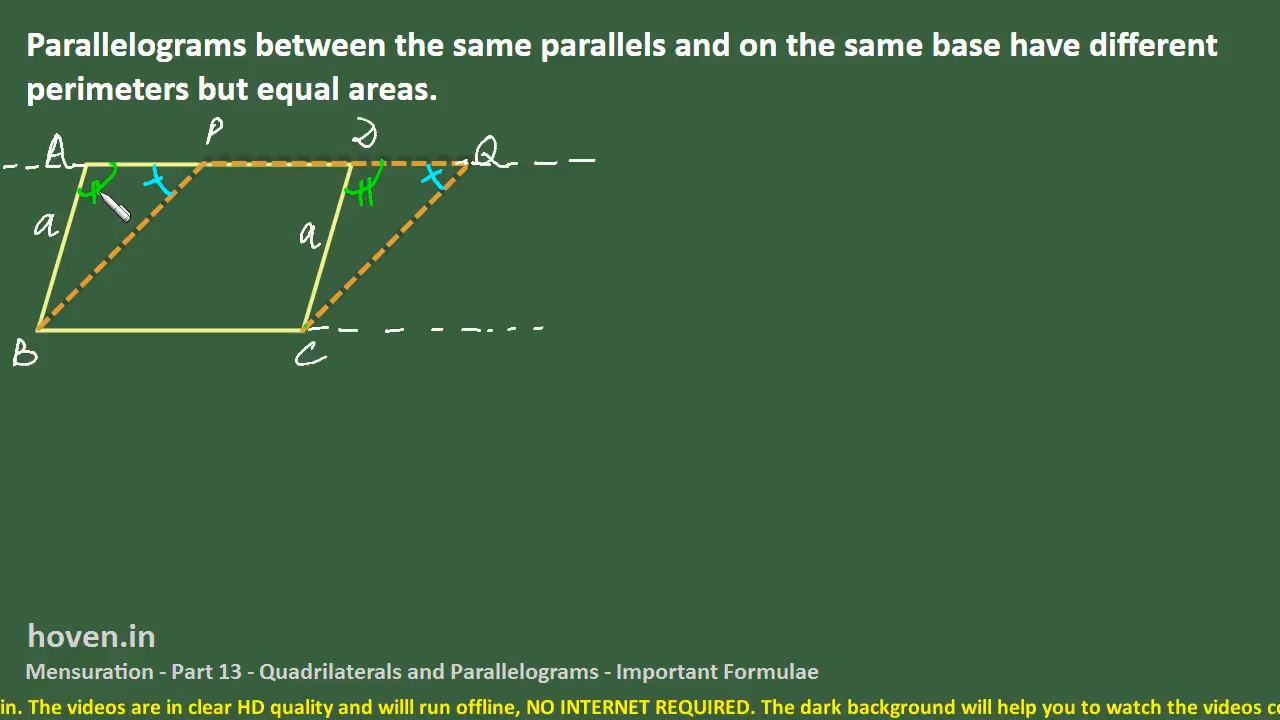 Parallelograms between the same parallels and on the same base have different
perimeters but equal areas.
A P D Q
a a
B C
hoven.in
Mensuration - Part 13 - Quadrilaterals and Parallelograms - Important Formulae
in. The videos are in clear HD quality and willl run offline, NO INTERNET REQUIRED. The dark background will help you to watch the videos c